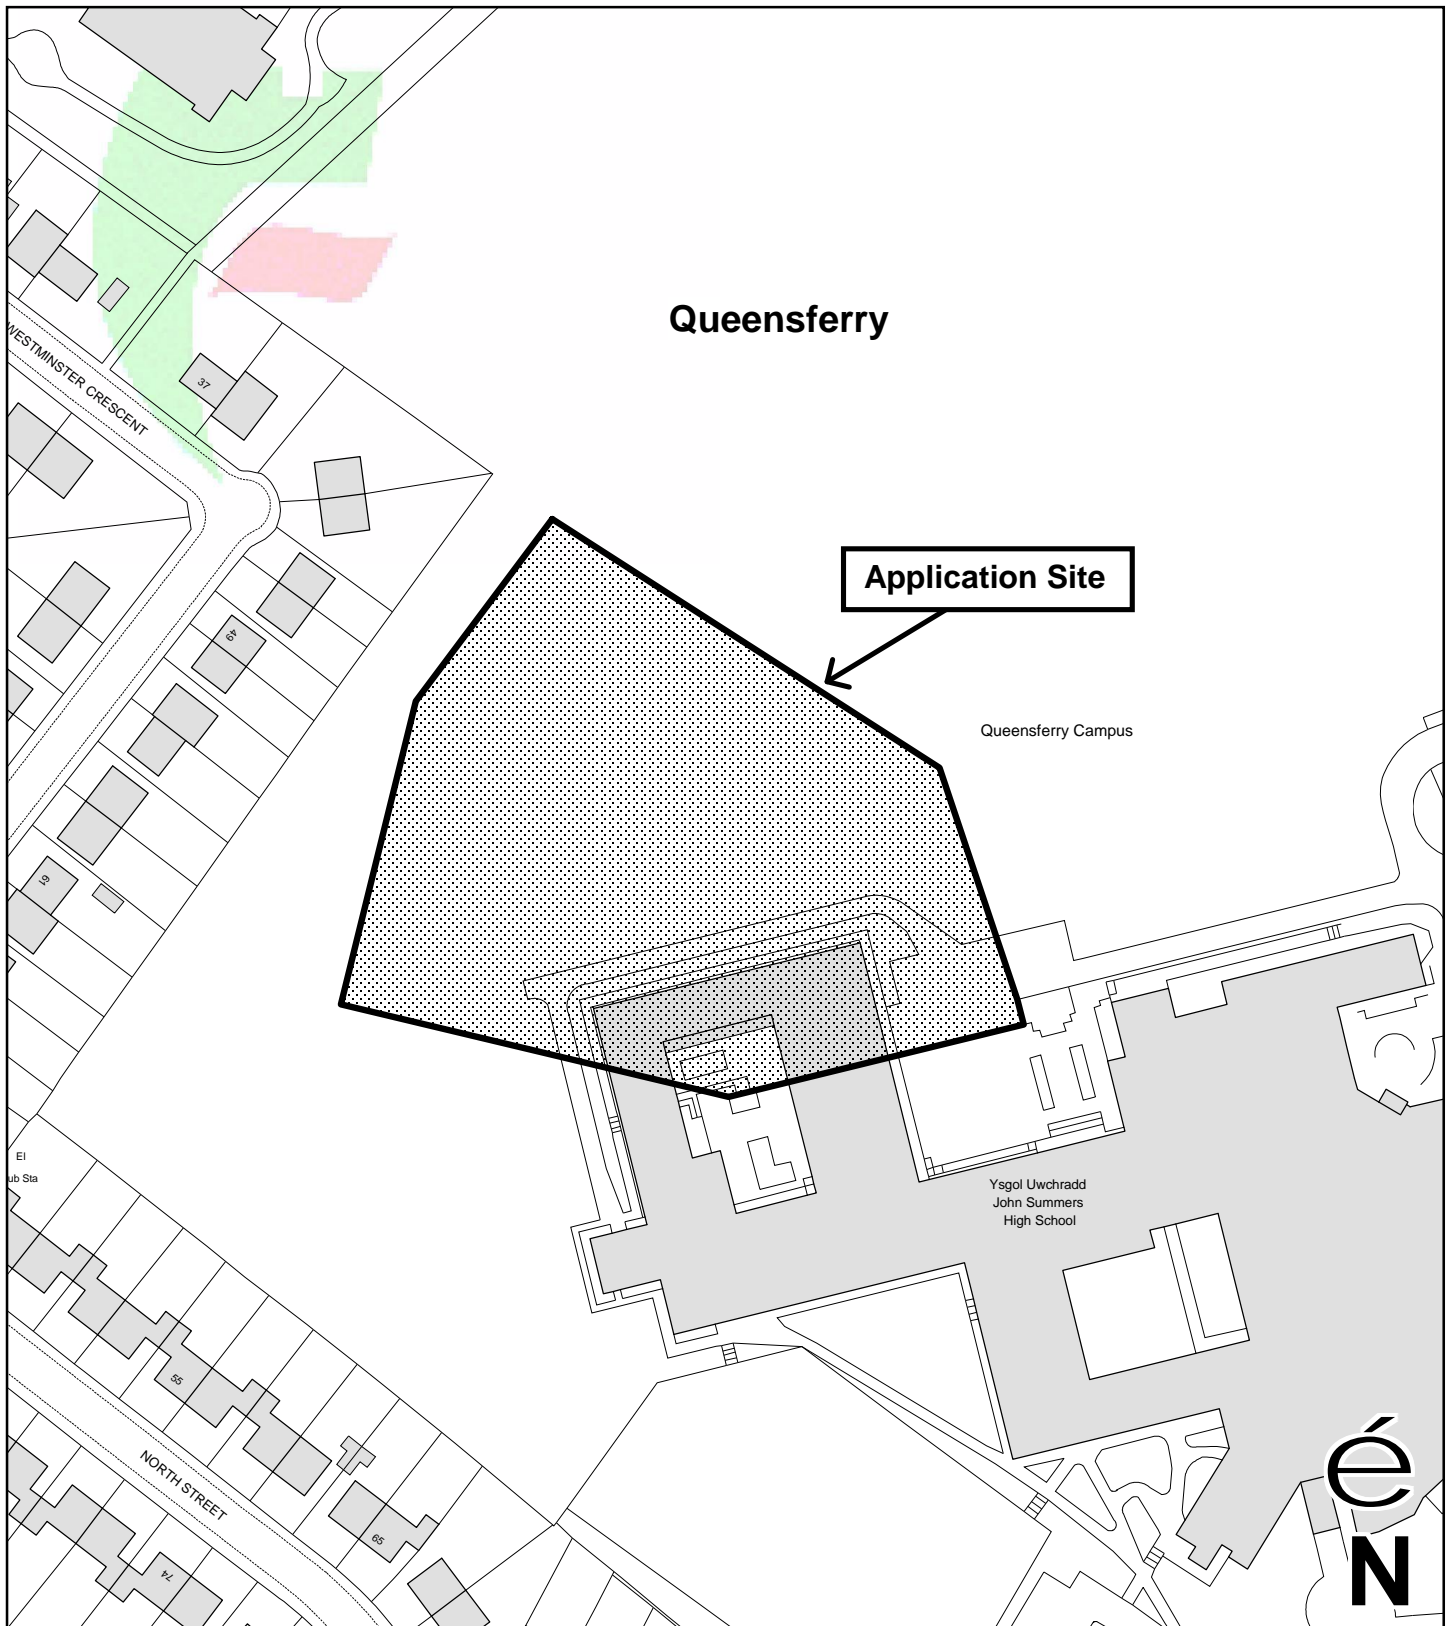 Queensferry
WESTMINSTER CRESCENT
37
Application Site
49
Queensferry Campus
61
El
ub Sta
Ysgol Uwchradd
John Summers
High School
55
NORTH STREET
65
74
é
N